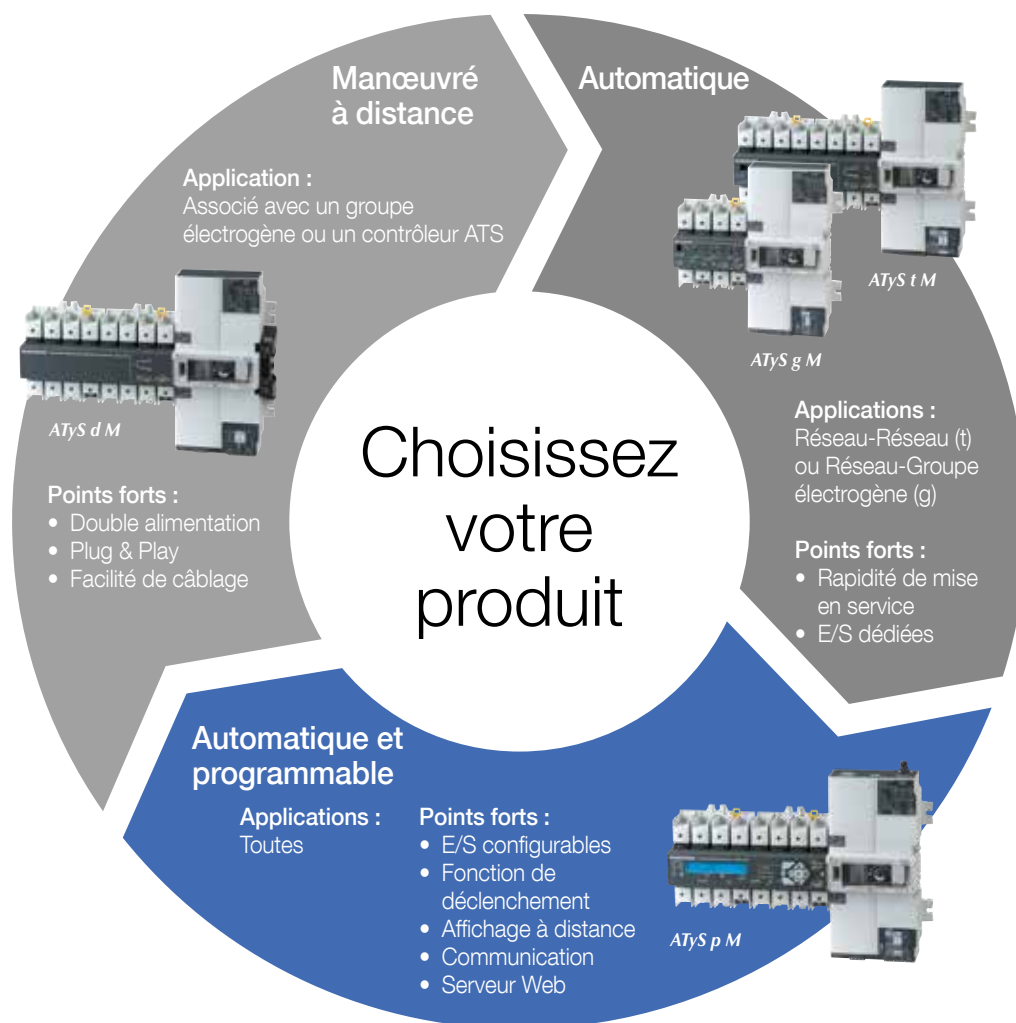 Manœuvré
à distance
Application :
Associé avec un groupe
électrogène ou un contrôleur ATS
ATyS d M
Points forts :
• Double alimentation
• Plug & Play
• Facilité de câblage
Automatique
ATyS t M
ATyS g M
Applications :
Réseau-Réseau (t)
ou Réseau-Groupe
électrogène (g)
Points forts :
• Rapidité de mise
en service
• E/S dédiées
Choisissez
votre
produit
Automatique et
programmable
Applications :
Toutes
Points forts :
• E/S configurables
• Fonction de
déclenchement
• Affichage à distance
• Communication
• Serveur Web
ATyS p M